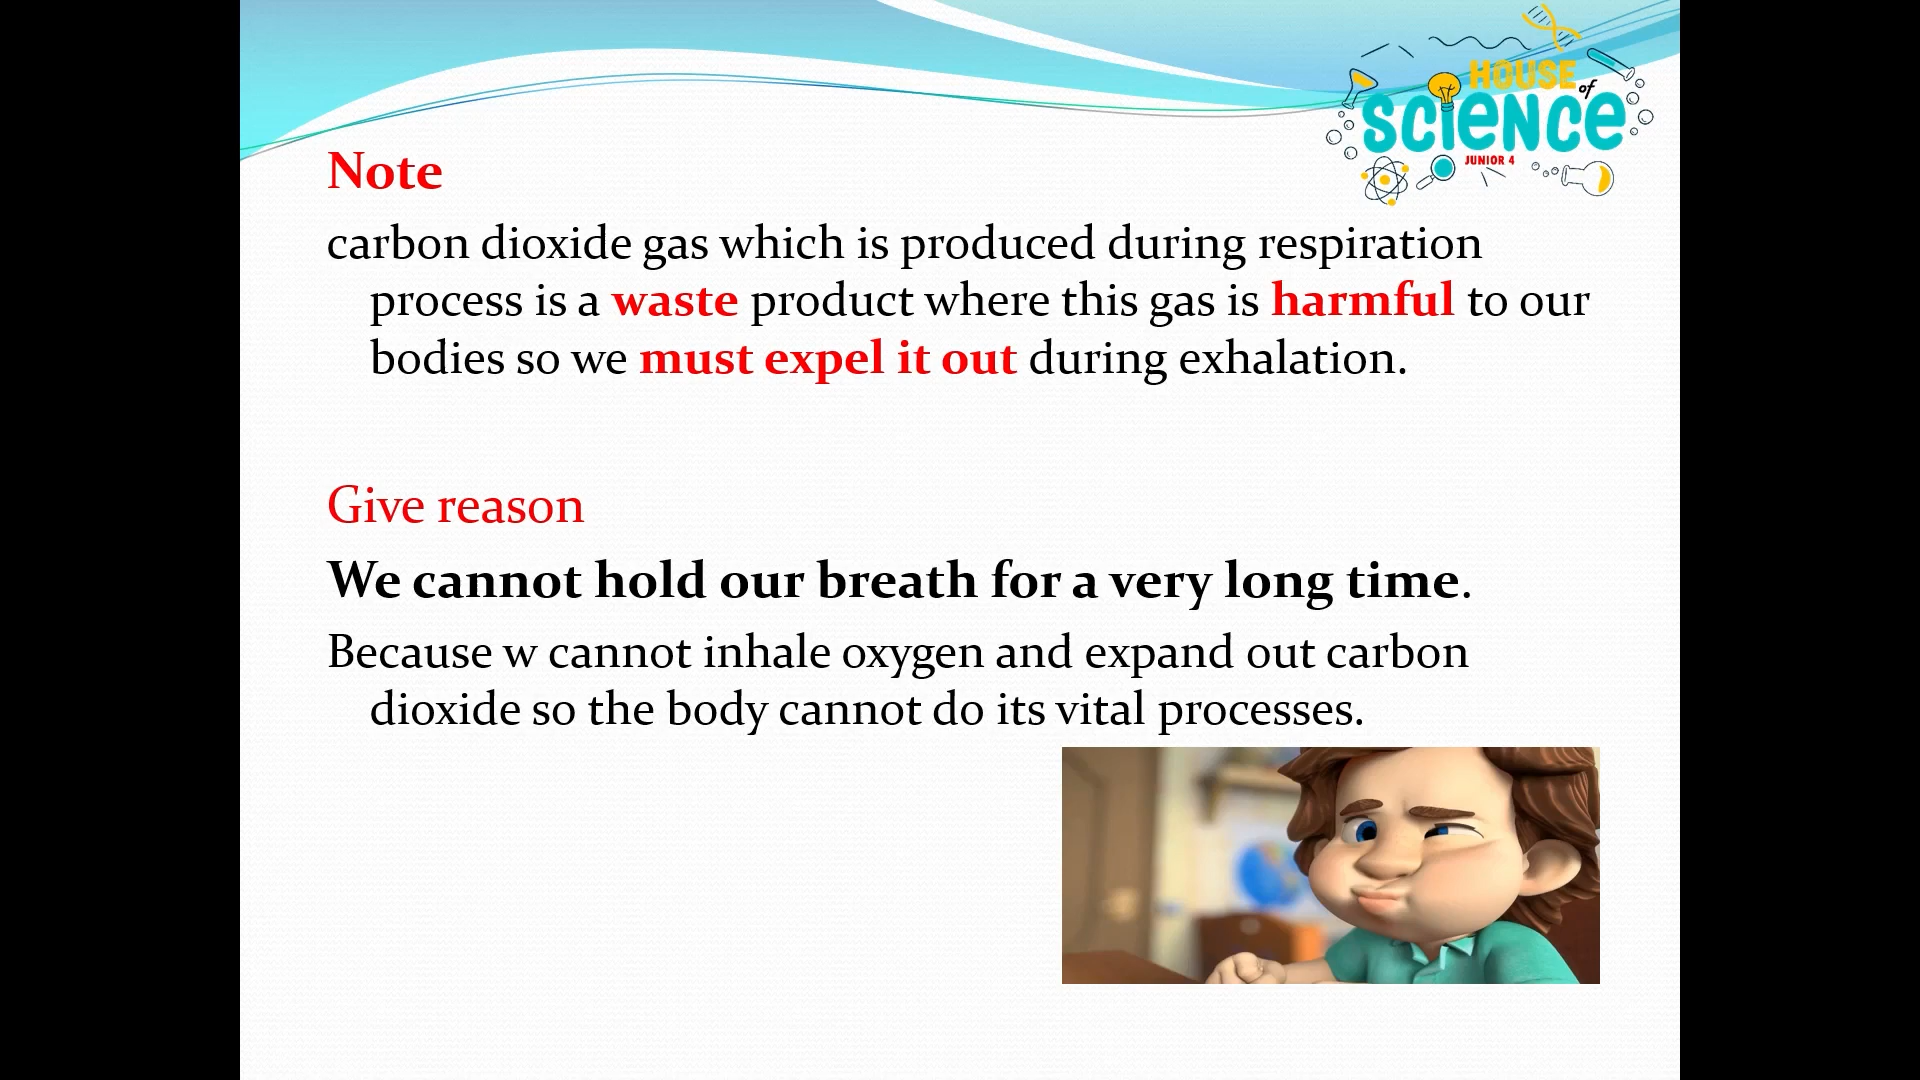 HOUSE of
SCIENCE
JUNIOR 4
Note
carbon dioxide gas which is produced during respiration
process is a waste product where this gas is harmful to our
bodies so we must expel it out during exhalation.
Give reason
We cannot hold our breath for a very long time.
Because w cannot inhale oxygen and expand out carbon
dioxide so the body cannot do its vital processes.